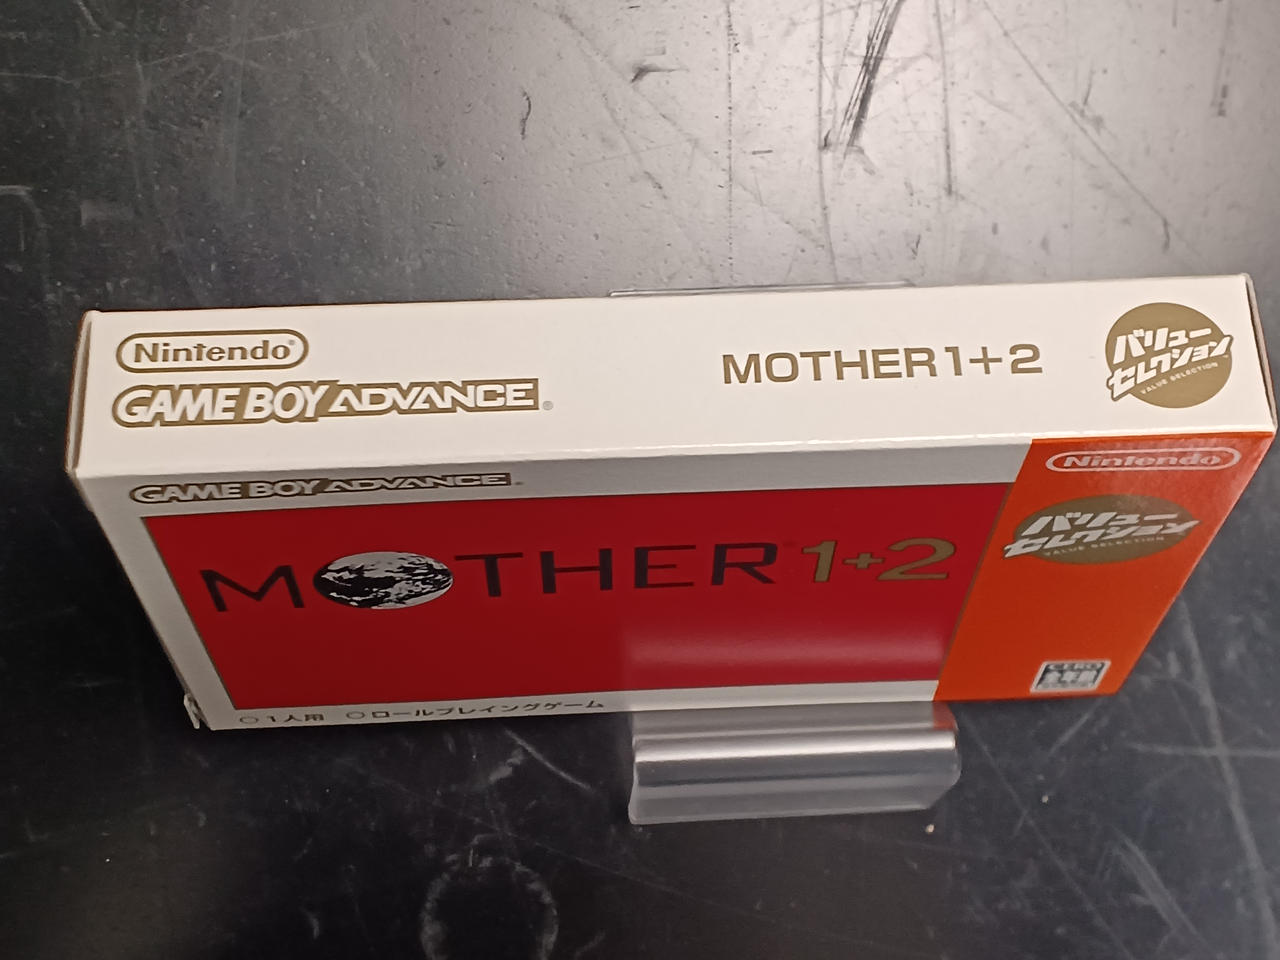 Nintendo®
GAME BOY ADVANCE®
MOTHER 1+2
バリュー
セレクション
VALUE SELECTION
GAME BOY ADVANCE
MOTHER 1+2
○1人用 ○ロールプレイングゲーム
Nintendo
バリュー
セレクション
VALUE SELECTION
CERO